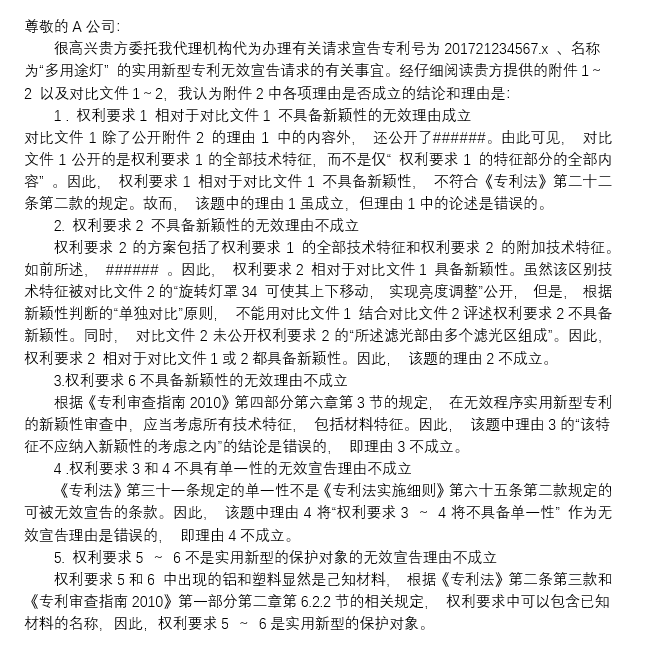 尊敬的 A 公司:
很高兴贵方委托我代理机构代为办理有关请求宣告专利号为 201721234567.x 、名称
为“多用途灯” 的实用新型专利无效宣告请求的有关事宜。经仔细阅读贵方提供的附件 1～
2 以及对比文件 1～2, 我认为附件 2 中各项理由是否成立的结论和理由是:
1 . 权利要求 1 相对于对比文件 1 不具备新颖性的无效理由成立
对比文件 1 除了公开附件 2 的理由 1 中的内容外, 还公开了######。由此可见, 对比
文件 1 公开的是权利要求 1 的全部技术特征, 而不是仅“ 权利要求 1 的特征部分的全部内
容” 。因此, 权利要求 1 相对于对比文件 1 不具备新颖性, 不符合《专利法》第二十二
条第二款的规定。故而, 该题中的理由 1 虽成立, 但理由 1 中的论述是错误的。
2. 权利要求 2 不具备新颖性的无效理由不成立
权利要求 2 的方案包括了权利要求 1 的全部技术特征和权利要求 2 的附加技术特征。
如前所述, ###### 。因此, 权利要求 2 相对于对比文件 1 具备新颖性。虽然该区别技
术特征被对比文件 2 的“旋转灯罩 34 可使其上下移动, 实现亮度调整”公开, 但是, 根据
新颖性判断的“单独对比”原则, 不能用对比文件 1 结合对比文件 2 评述权利要求 2 不具备
新颖性。同时, 对比文件 2 未公开权利要求 2 的“所述滤光部由多个滤光区组成”。因此,
权利要求 2 相对于对比文件 1 或 2 都具备新颖性。因此, 该题的理由 2 不成立。
3.权利要求 6 不具备新颖性的无效理由不成立
根据《专利审查指南 2010》第四部分第六章第 3 节的规定, 在无效程序实用新型专利
的新颖性审查中, 应当考虑所有技术特征, 包括材料特征。因此, 该题中理由 3 的“该特
征不应纳入新颖性的考虑之内”的结论是错误的, 即理由 3 不成立。
4 .权利要求 3 和 4 不具有单一性的无效宣告理由不成立
《专利法》第三十一条规定的单一性不是《专利法实施细则》第六十五条第二款规定的
可被无效宣告的条款。因此, 该题中理由 4 将“权利要求 3 ～ 4 将不具备单一性” 作为无
效宣告理由是错误的, 即理由 4 不成立。
5. 权利要求 5 ～ 6 不是实用新型的保护对象的无效宣告理由不成立
权利要求 5 和 6 中出现的铝和塑料显然是己知材料, 根据《专利法》第二条第三款和
《专利审查指南 2010》第一部分第二章第 6.2.2 节的相关规定, 权利要求中可以包含已知
材料的名称, 因此, 权利要求 5 ～ 6 是实用新型的保护对象。